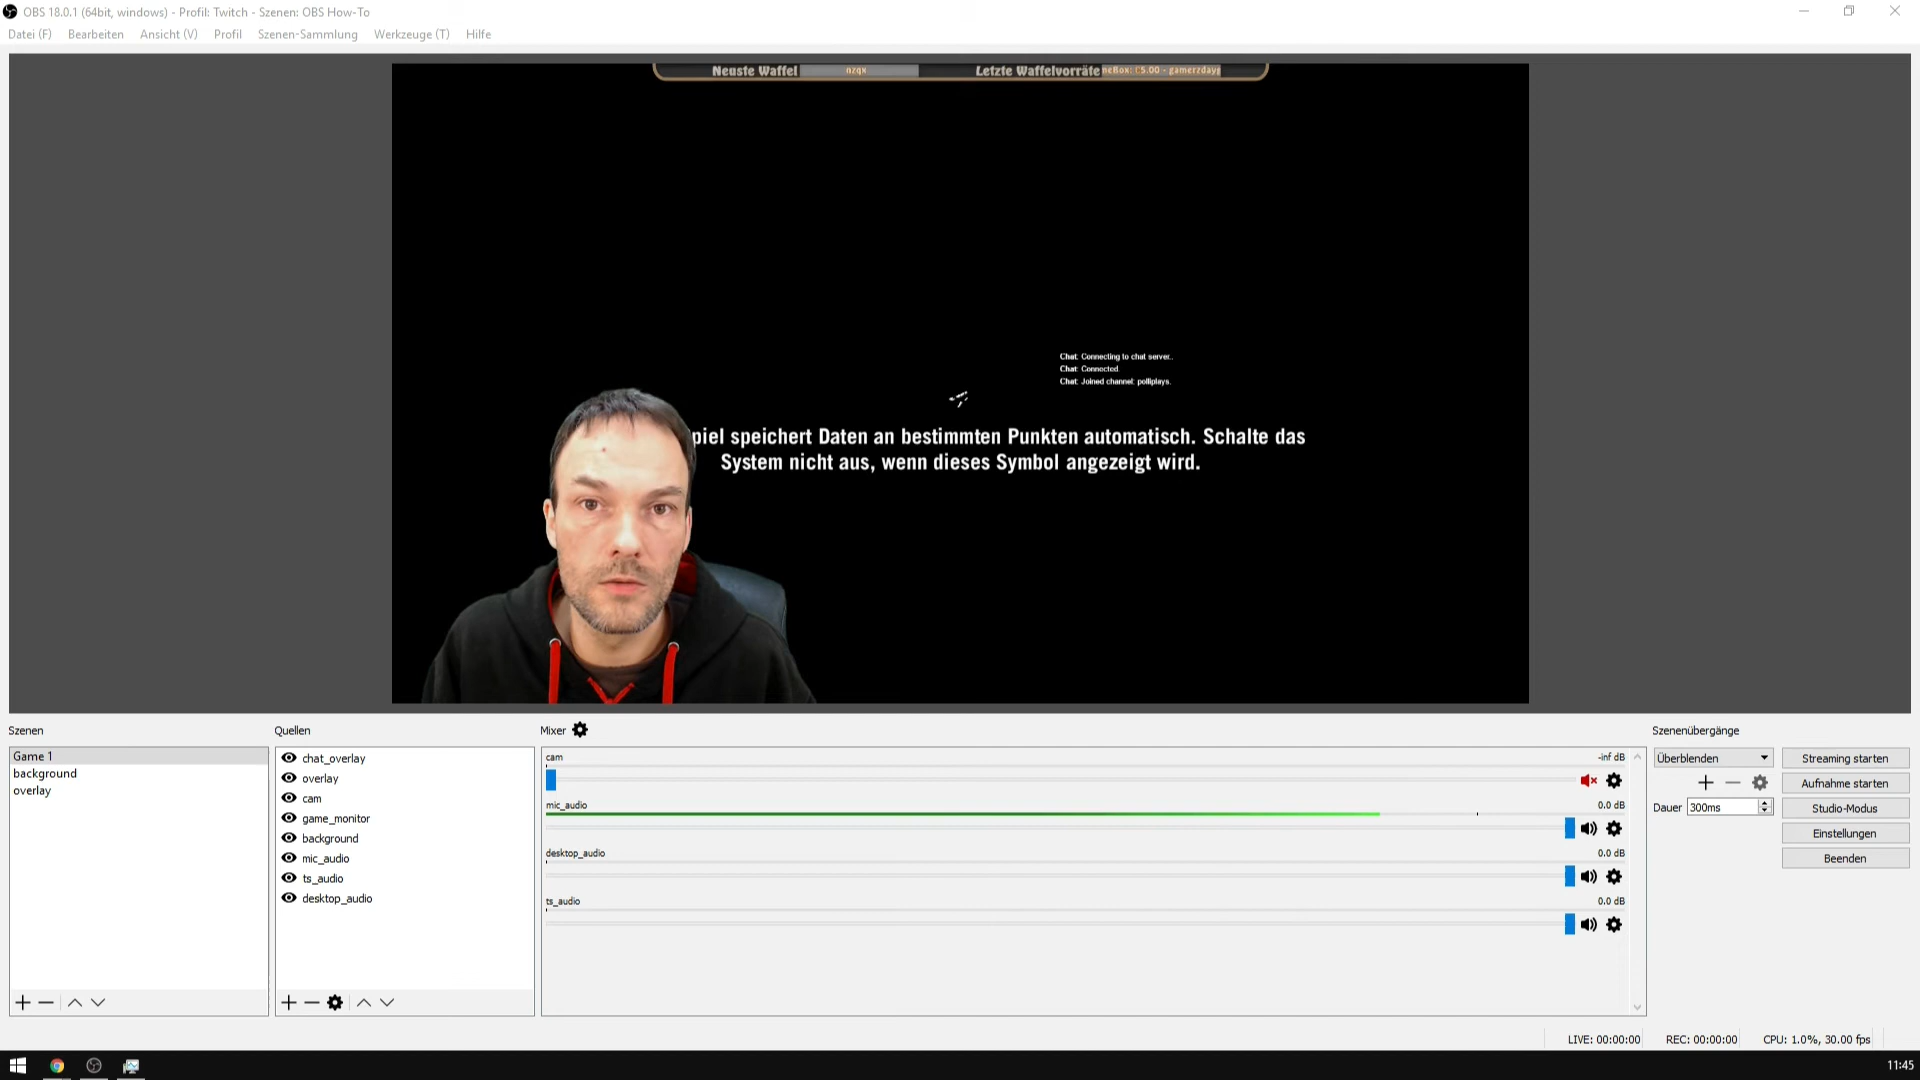 OBS 18.0.1 (64bit, windows) - Profil: Twitch - Szenen: OBS How-To
Datei (F) Bearbeiten Ansicht (V) Profil Szenen-Sammlung Werkzeuge (T) Hilfe
Neuste Waffel nzqx Letzte Waffelvorräte £5.00 - gamerzdayp
Chat: Connecting to chat server..
Chat: Connected.
Chat: Joined channel: polliplays.
piel speichert Daten an bestimmten Punkten automatisch. Schalte das
System nicht aus, wenn dieses Symbol angezeigt wird.
Szenen
Game 1
background
overlay
Quellen
chat_overlay
overlay
cam
game_monitor
background
mic_audio
ts_audio
desktop_audio
Mixer
cam -inf dB
mic_audio 0.0 dB
desktop_audio 0.0 dB
ts_audio 0.0 dB
Szenenübergänge
Überblenden
Dauer 300ms
Streaming starten
Aufnahme starten
Studio-Modus
Einstellungen
Beenden
LIVE: 00:00:00 REC: 00:00:00 CPU: 1.0%, 30.00 fps
11:45